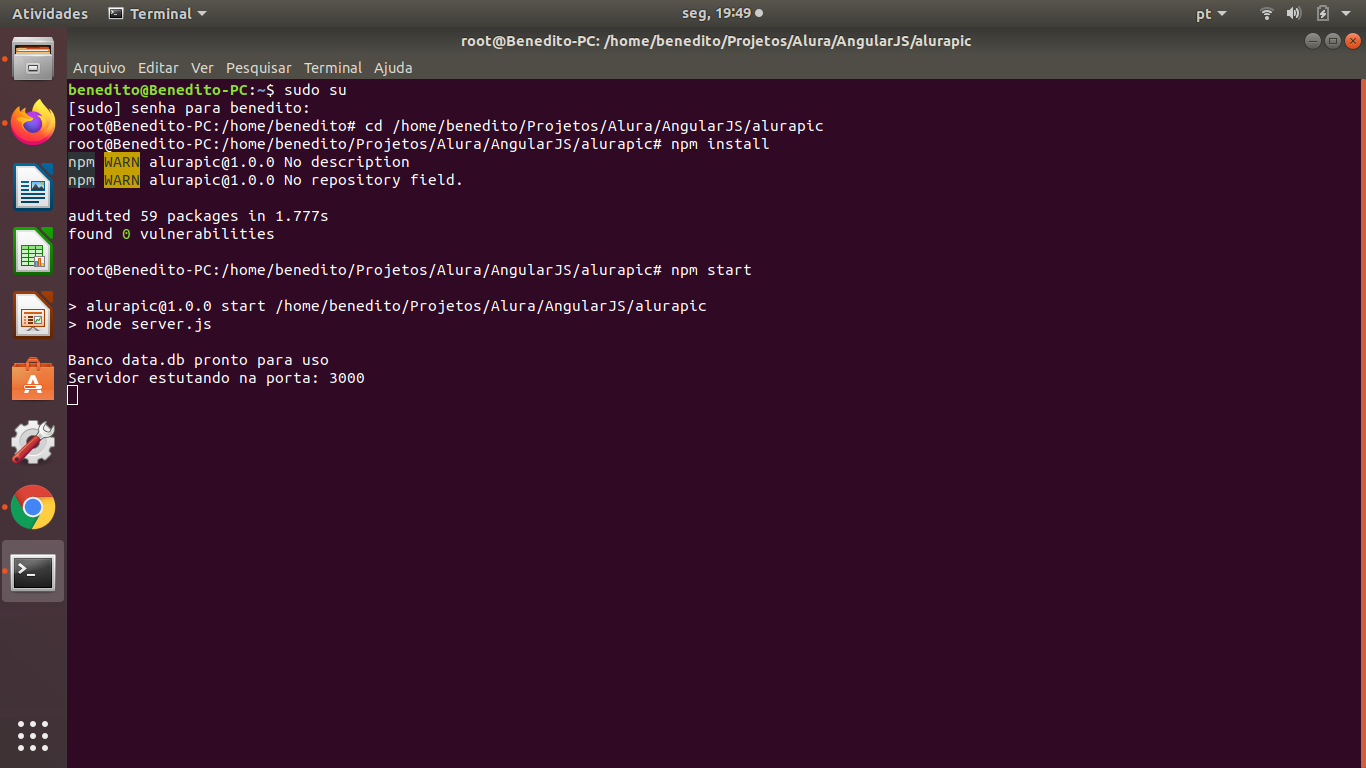 Atividades Terminal seg, 19:49 pt
root@Benedito-PC: /home/benedito/Projetos/Alura/AngularJS/alurapic
Arquivo Editar Ver Pesquisar Terminal Ajuda
benedito@Benedito-PC:~$ sudo su
[sudo] senha para benedito:
root@Benedito-PC:/home/benedito# cd /home/benedito/Projetos/Alura/AngularJS/alurapic
root@Benedito-PC:/home/benedito/Projetos/Alura/AngularJS/alurapic# npm install
npm WARN alurapic@1.0.0 No description
npm WARN alurapic@1.0.0 No repository field.
audited 59 packages in 1.777s
found 0 vulnerabilities
root@Benedito-PC:/home/benedito/Projetos/Alura/AngularJS/alurapic# npm start
> alurapic@1.0.0 start /home/benedito/Projetos/Alura/AngularJS/alurapic
> node server.js
Banco data.db pronto para uso
Servidor estutando na porta: 3000